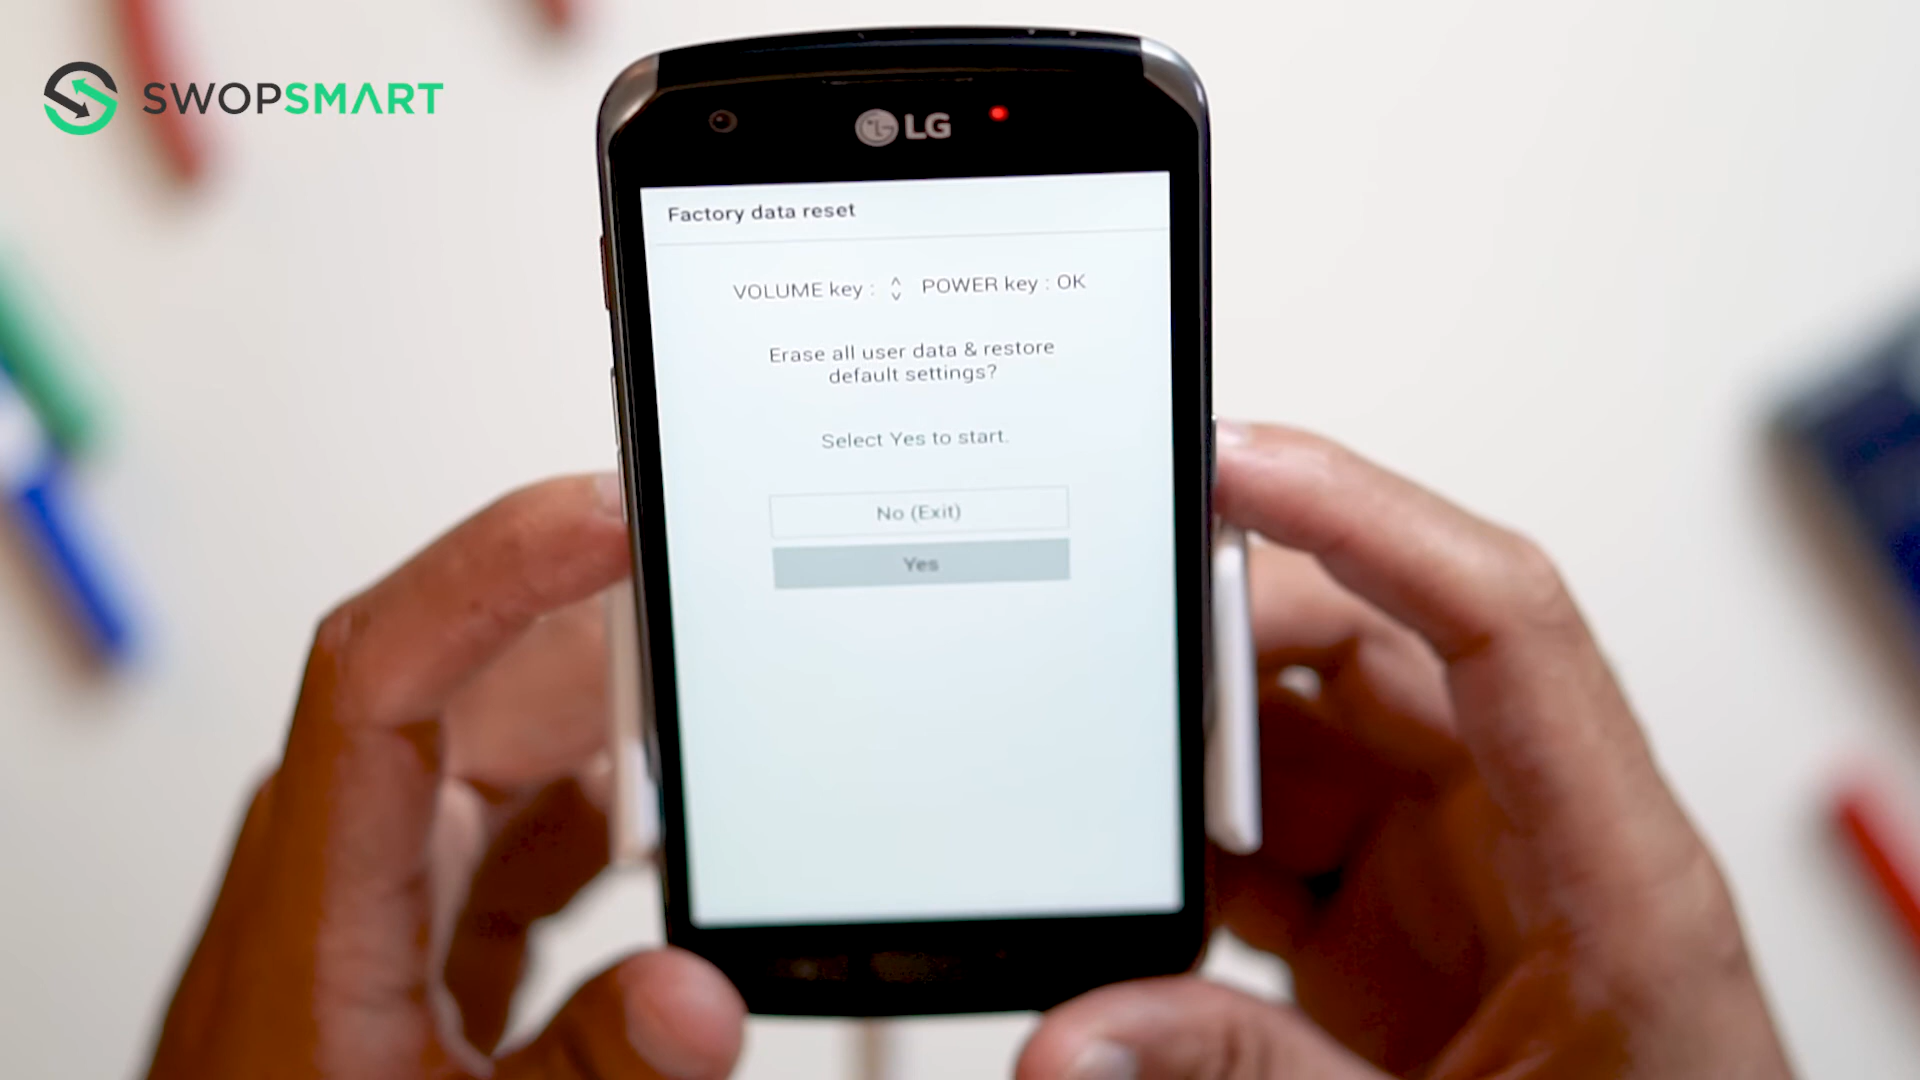 SWOPSMART
LG
Factory data reset
VOLUME key : POWER key : OK
Erase all user data & restore
default settings?
Select Yes to start.
No (Exit)
Yes